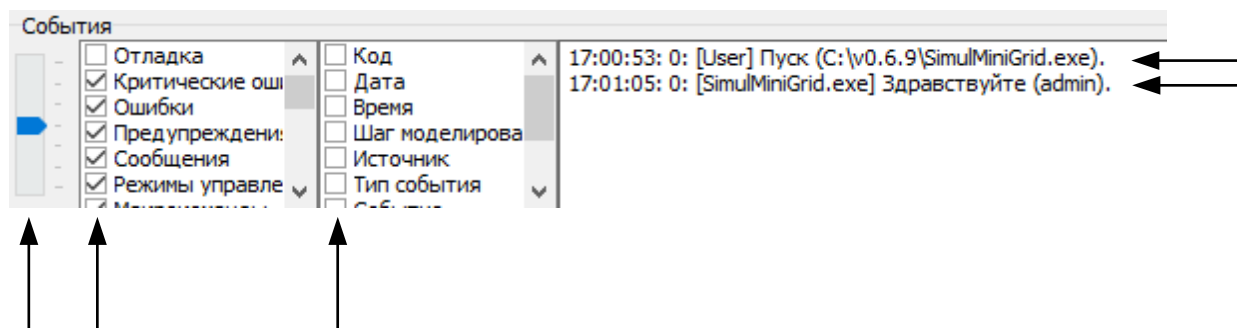 События
Отладка
Критические оши
Ошибки
Предупреждени
Сообщения
Режимы управле
Код
Дата
Время
Шаг моделирова
Источник
Тип события
17:00:53: 0: [User] Пуск (C:\v0.6.9\SimulMiniGrid.exe).
17:01:05: 0: [SimulMiniGrid.exe] Здравствуйте (admin).